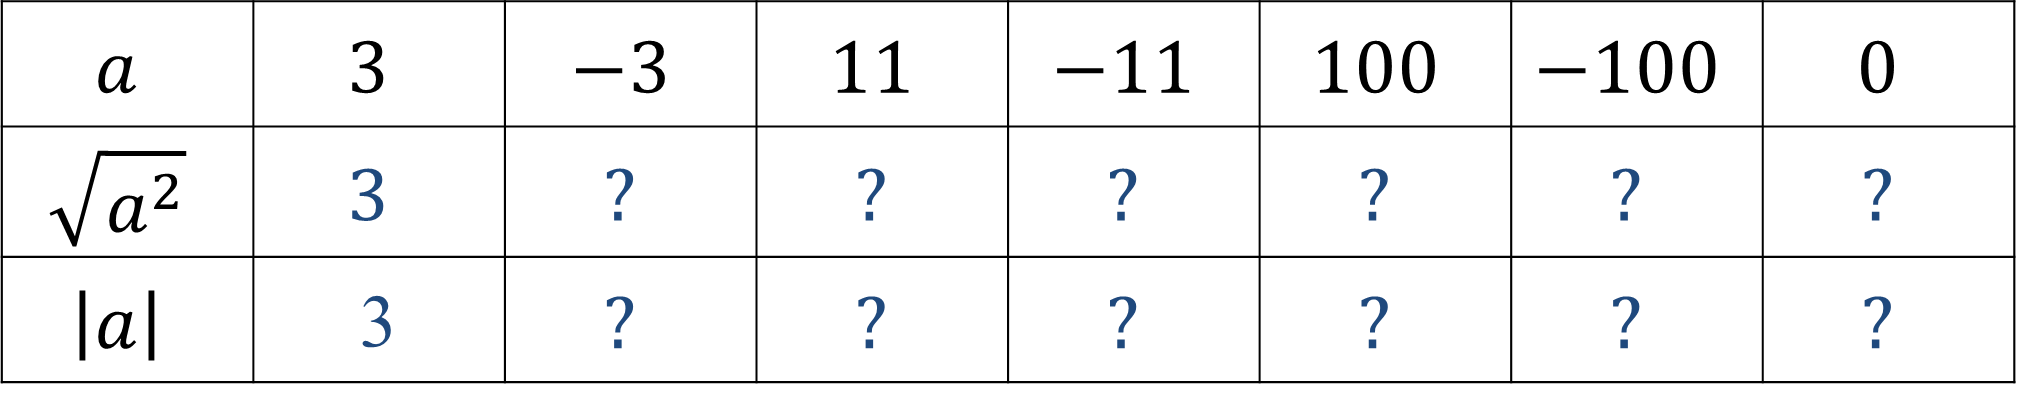 a 3 −3 11 −11 100 −100 0
√a² 3 ? ? ? ? ? ?
|a| 3 ? ? ? ? ? ?